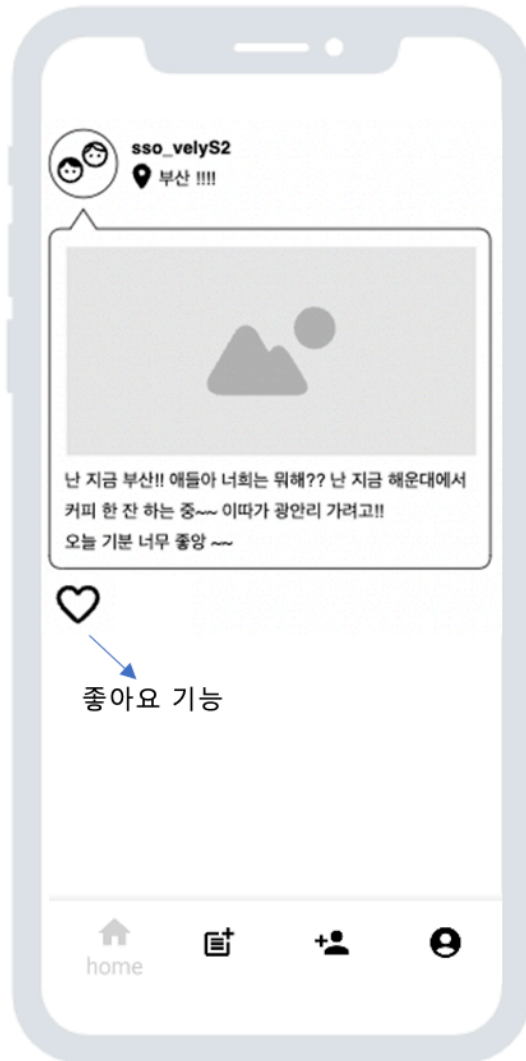 sso_velyS2
부산 !!!!
난 지금 부산!! 애들아 너희는 뭐해?? 난 지금 해운대에서
커피 한 잔 하는 중~~ 이따가 광안리 가려고!!
오늘 기분 너무 좋앙 ~~
좋아요 기능
home